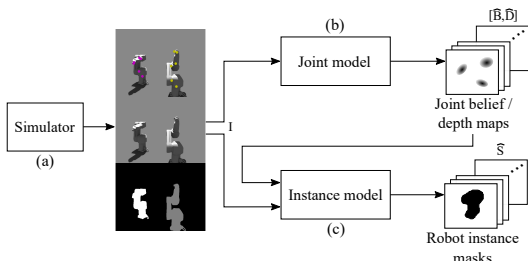 (b)
[B̂,D̂]
Joint model
Joint belief /
depth maps
Simulator
(a)
I
Ŝ
Instance model
(c)
Robot instance
masks